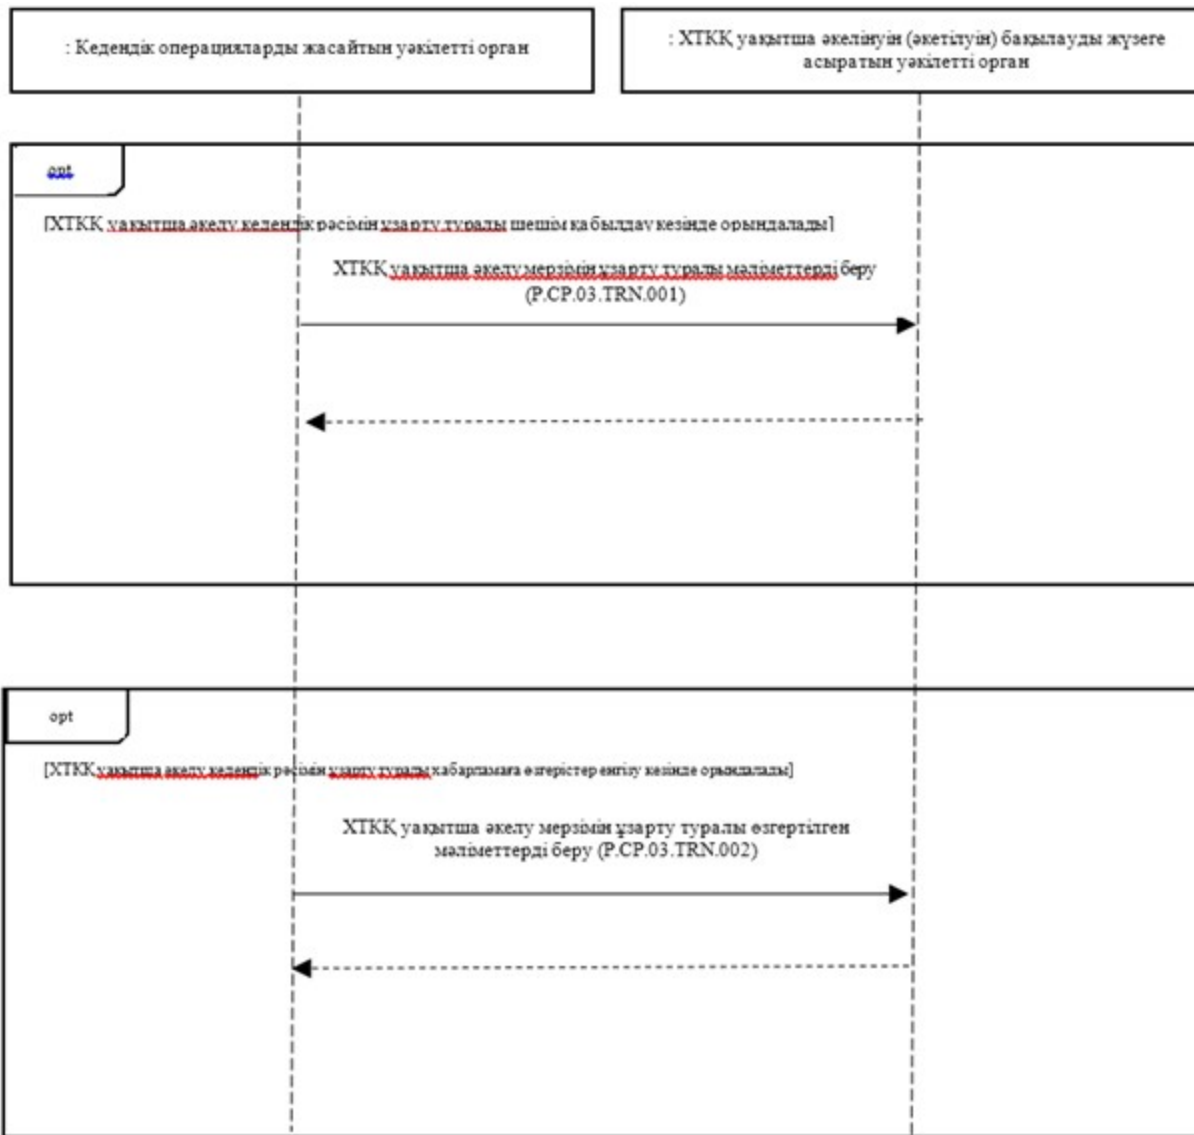 : Кедендік операцияларды жасайтын уәкілетті орган
: ХТКҚ уақытша әкелінуін (әкетілуін) бақылауды жүзеге
асыратын уәкілетті орган
opt
[ХТКҚ уақытша әкелу кедендік рәсімін ұзарту туралы шешім қабылдау кезінде орындалады]
ХТКҚ уақытша әкелу мерзімін ұзарту туралы мәліметтерді беру
(P.CP.03.TRN.001)
opt
[ХТКҚ уақытша әкелу кедендік рәсімін ұзарту туралы хабарламаға өзгерістер енгізу кезінде орындалады]
ХТКҚ уақытша әкелу мерзімін ұзарту туралы өзгертілген
мәліметтерді беру (P.CP.03.TRN.002)